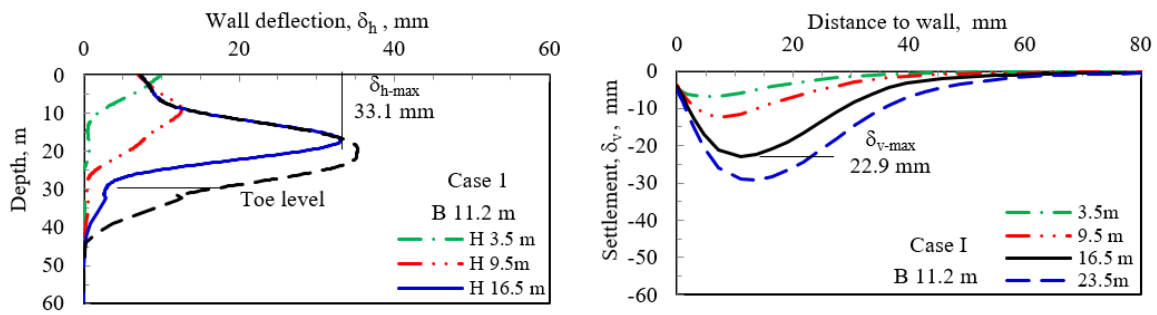 Wall deflection, δh , mm
0 20 40 60
0
10
20
30
40
50
60
Depth, m
δh-max
33.1 mm
Toe level
Case 1
B 11.2 m
H 3.5 m
H 9.5m
H 16.5 m
Distance to wall, mm
0 20 40 60 80
0
-10
-20
-30
-40
-50
-60
Settlement, δv, mm
δv-max
22.9 mm
Case I
B 11.2 m
3.5m
9.5 m
16.5 m
23.5m